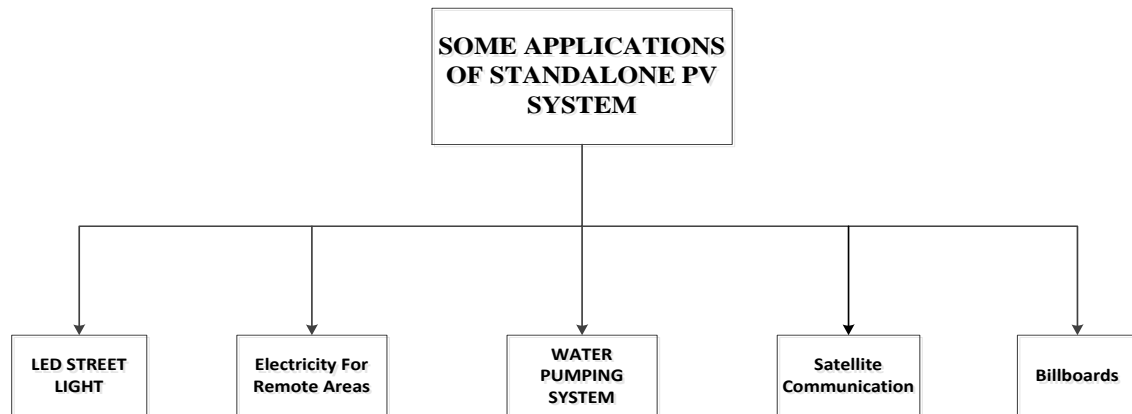 SOME APPLICATIONS
OF STANDALONE PV
SYSTEM
LED STREET
LIGHT
Electricity For
Remote Areas
WATER
PUMPING
SYSTEM
Satellite
Communication
Billboards